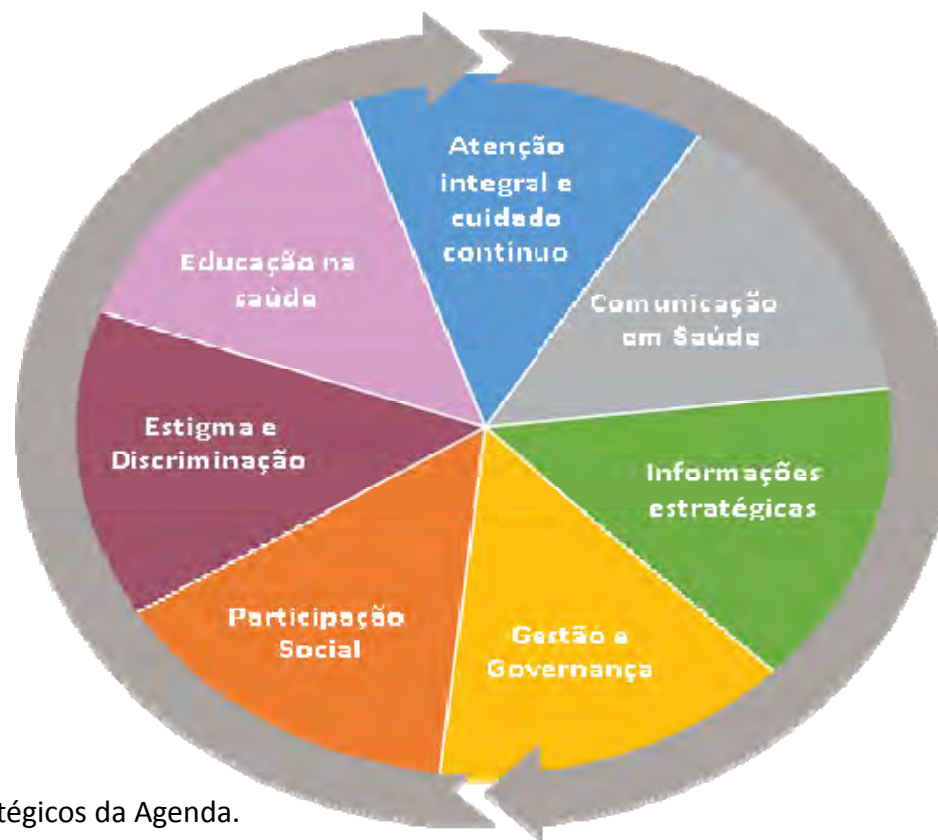 Atenção
integral e
cuidado
contínuo
Comunicação
em Saúde
Informações
estratégicas
Gestão e
Governança
Participação
Social
Estigma e
Discriminação
Educação na
saúde
tégicos da Agenda.